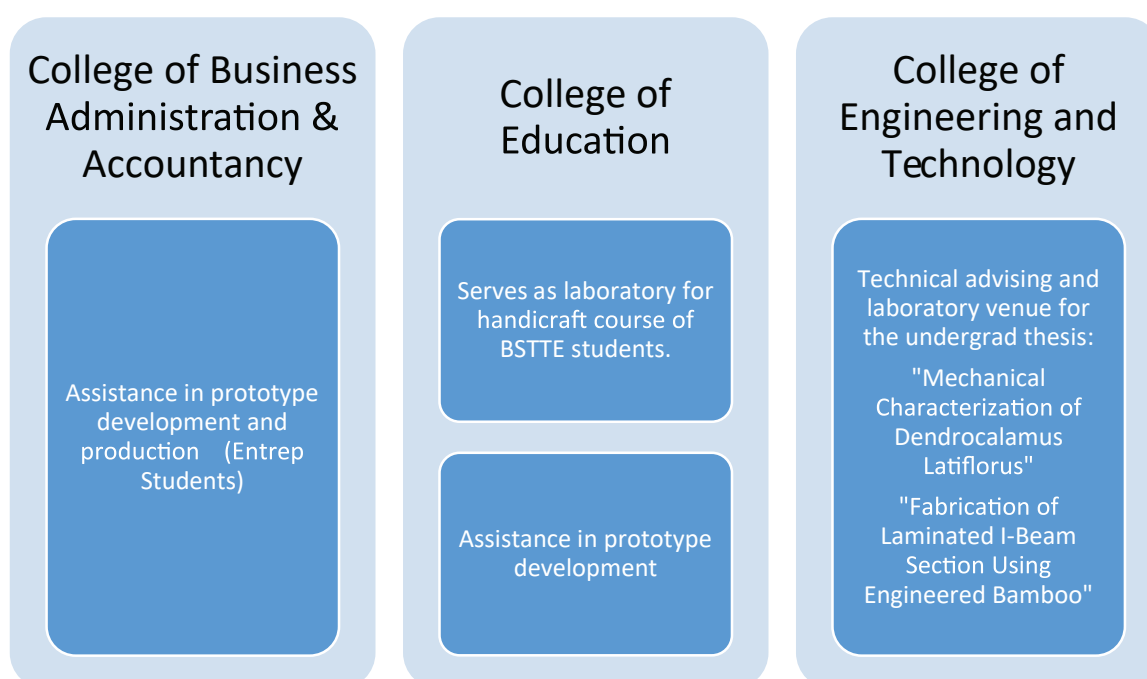 College of Business
Administration &
Accountancy
Assistance in prototype
development and
production (Entrep
Students)
College of
Education
Serves as laboratory for
handicraft course of
BSTTE students.
Assistance in prototype
development
College of
Engineering and
Technology
Technical advising and
laboratory venue for
the undergrad thesis:
"Mechanical
Characterization of
Dendrocalamus
Latiflorus"
"Fabrication of
Laminated I-Beam
Section Using
Engineered Bamboo"